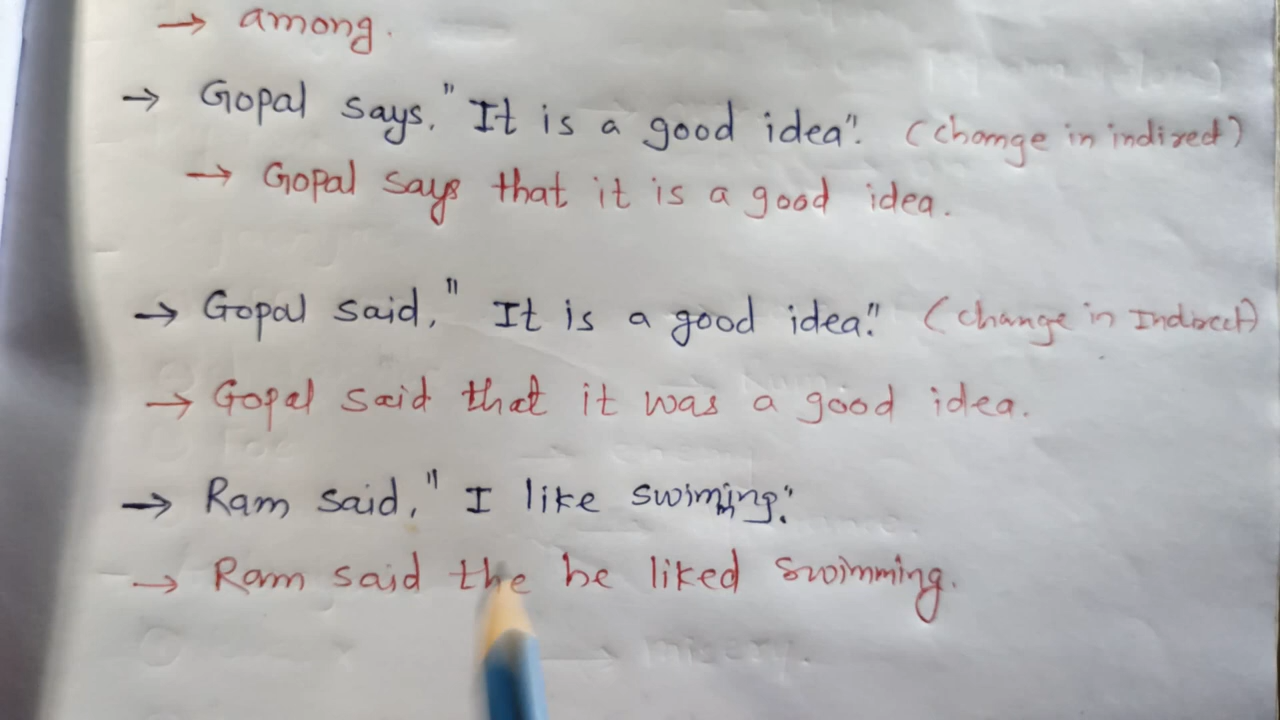 → among.
→ Gopal says, "It is a good idea". (change in indirect)
→ Gopal says that it is a good idea.
→ Gopal said, "It is a good idea." (change in Indirect)
→ Gopal said that it was a good idea.
→ Ram said, "I like swimming."
→ Ram said the he liked swimming.
→ misery.